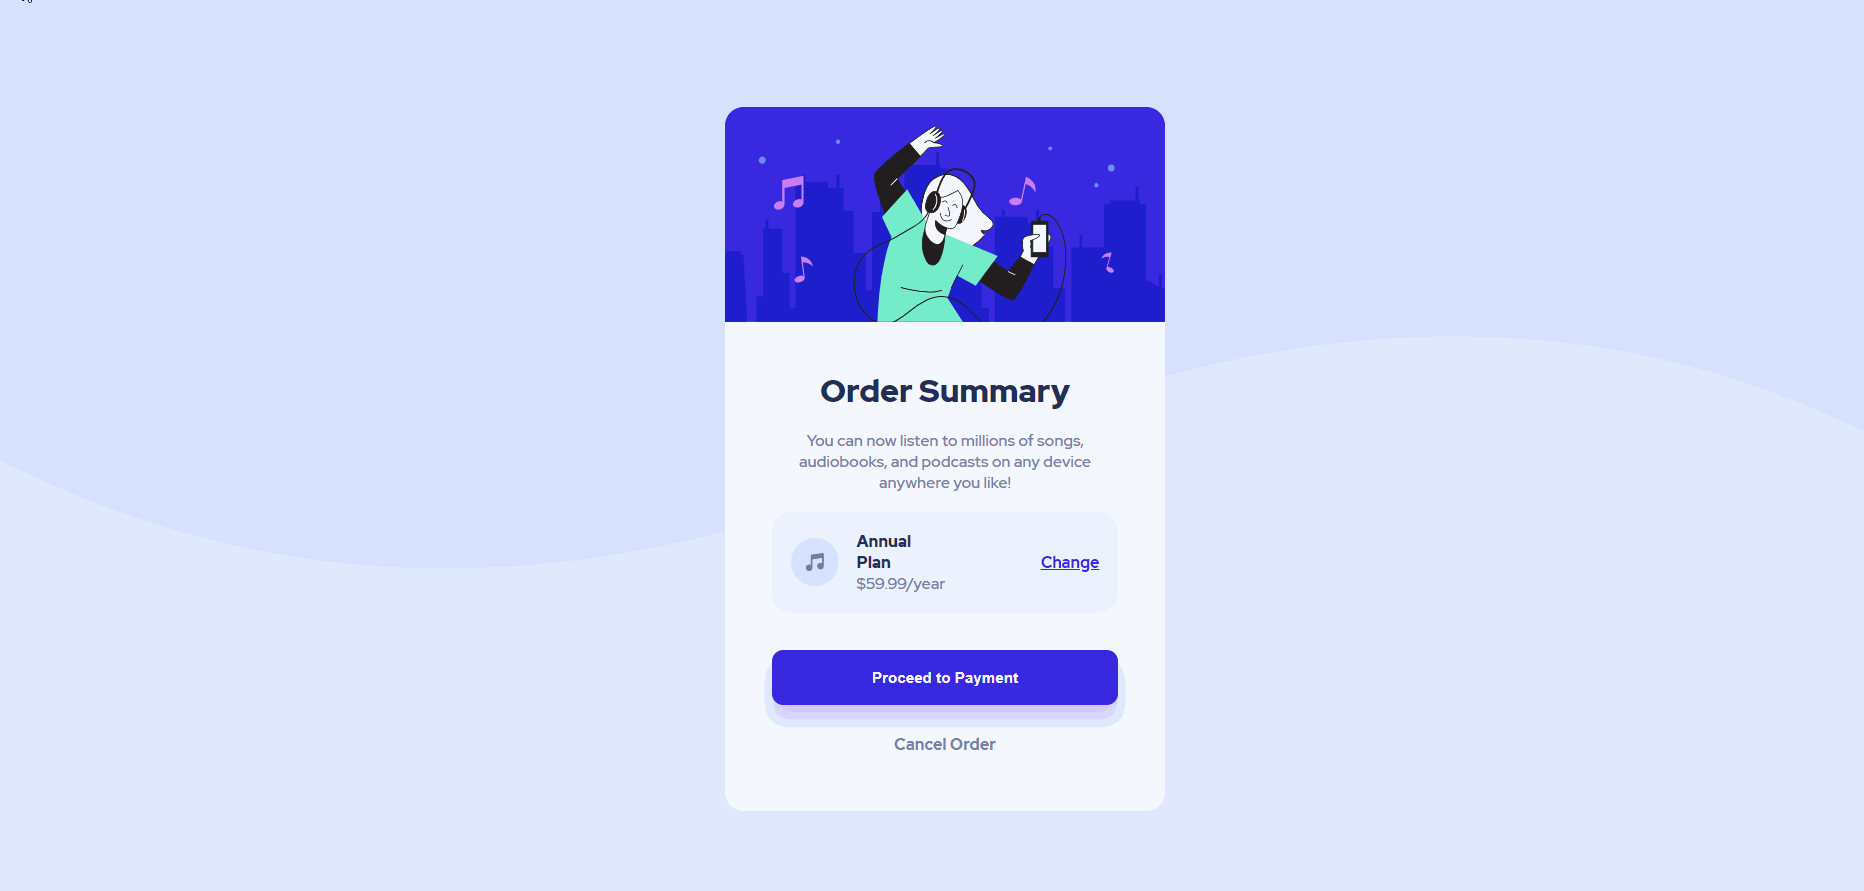 Order Summary
You can now listen to millions of songs,
audiobooks, and podcasts on any device
anywhere you like!
Annual
Plan
$59.99/year
Change
Proceed to Payment
Cancel Order